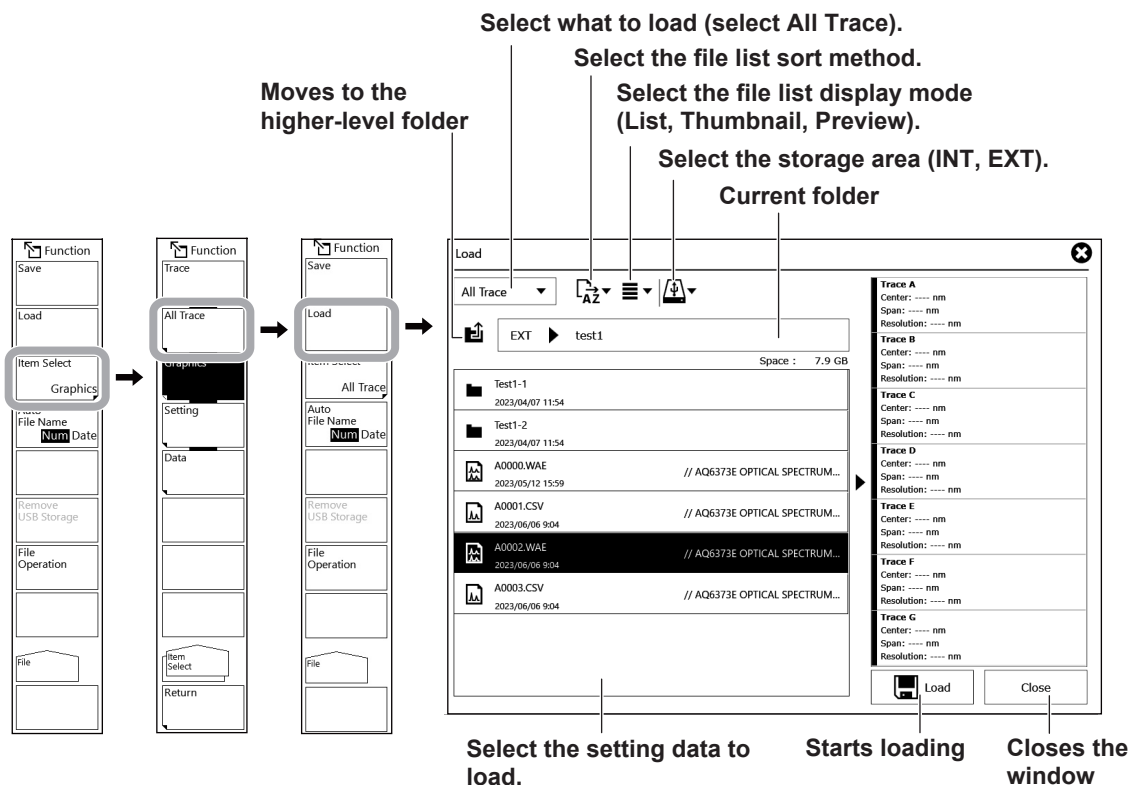 Select what to load (select All Trace).
Select the file list sort method.
Moves to the
higher-level folder
Select the file list display mode
(List, Thumbnail, Preview).
Select the storage area (INT, EXT).
Current folder
Function
Save
Load
Item Select
Graphics
Auto
File Name
Num Date
Remove
USB Storage
File
Operation
File
Function
Trace
All Trace
Graphics
Setting
Data
Item
Select
Return
Function
Save
Load
Item Select
All Trace
Auto
File Name
Num Date
Remove
USB Storage
File
Operation
File
Load
All Trace
AZ
EXT test1
Space : 7.9 GB
Test1-1
2023/04/07 11:54
Test1-2
2023/04/07 11:54
A0000.WAE // AQ6373E OPTICAL SPECTRUM...
2023/05/12 15:59
A0001.CSV // AQ6373E OPTICAL SPECTRUM...
2023/06/06 9:04
A0002.WAE // AQ6373E OPTICAL SPECTRUM...
2023/06/06 9:04
A0003.CSV // AQ6373E OPTICAL SPECTRUM...
2023/06/06 9:04
Trace A
Center: ---- nm
Span: ---- nm
Resolution: ---- nm
Trace B
Center: ---- nm
Span: ---- nm
Resolution: ---- nm
Trace C
Center: ---- nm
Span: ---- nm
Resolution: ---- nm
Trace D
Center: ---- nm
Span: ---- nm
Resolution: ---- nm
Trace E
Center: ---- nm
Span: ---- nm
Resolution: ---- nm
Trace F
Center: ---- nm
Span: ---- nm
Resolution: ---- nm
Trace G
Center: ---- nm
Span: ---- nm
Resolution: ---- nm
Load
Close
Select the setting data to
load.
Starts loading
Closes the
window